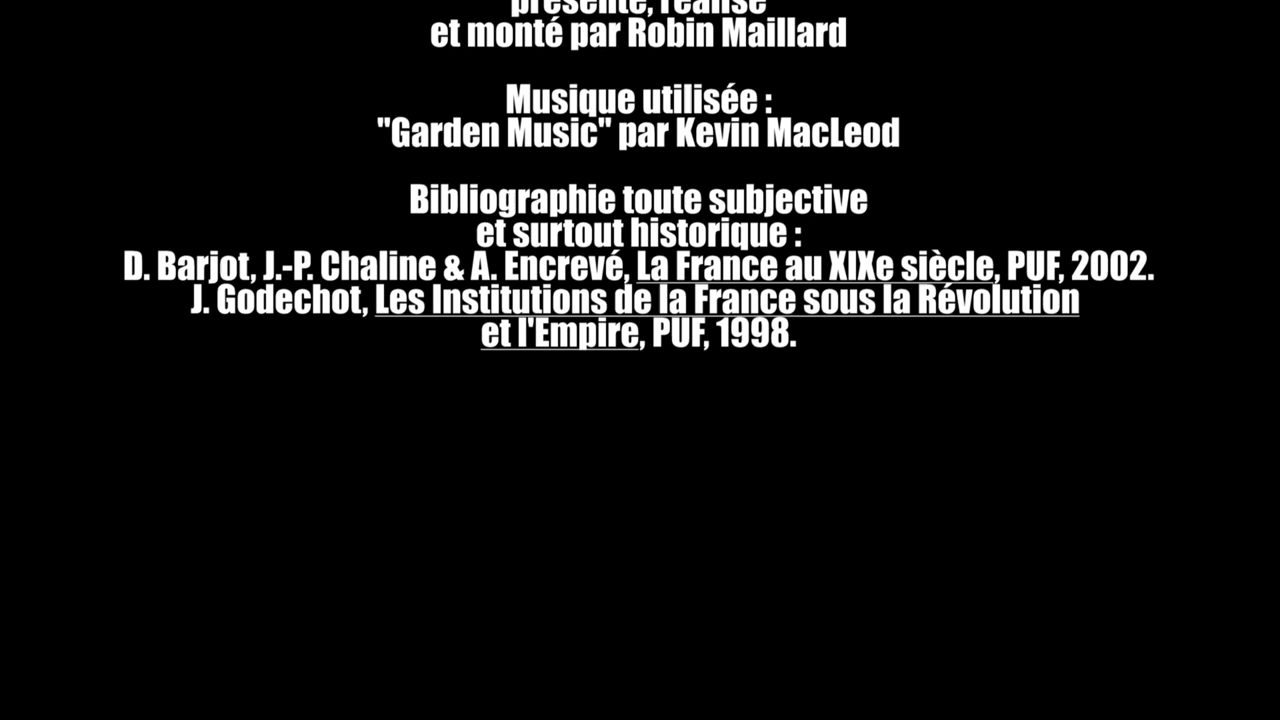 présenté, réalisé
et monté par Robin Maillard
Musique utilisée :
"Garden Music" par Kevin MacLeod
Bibliographie toute subjective
et surtout historique :
D. Barjot, J.-P. Chaline & A. Encrevé, La France au XIXe siècle, PUF, 2002.
J. Godechot, Les Institutions de la France sous la Révolution
et l'Empire, PUF, 1998.